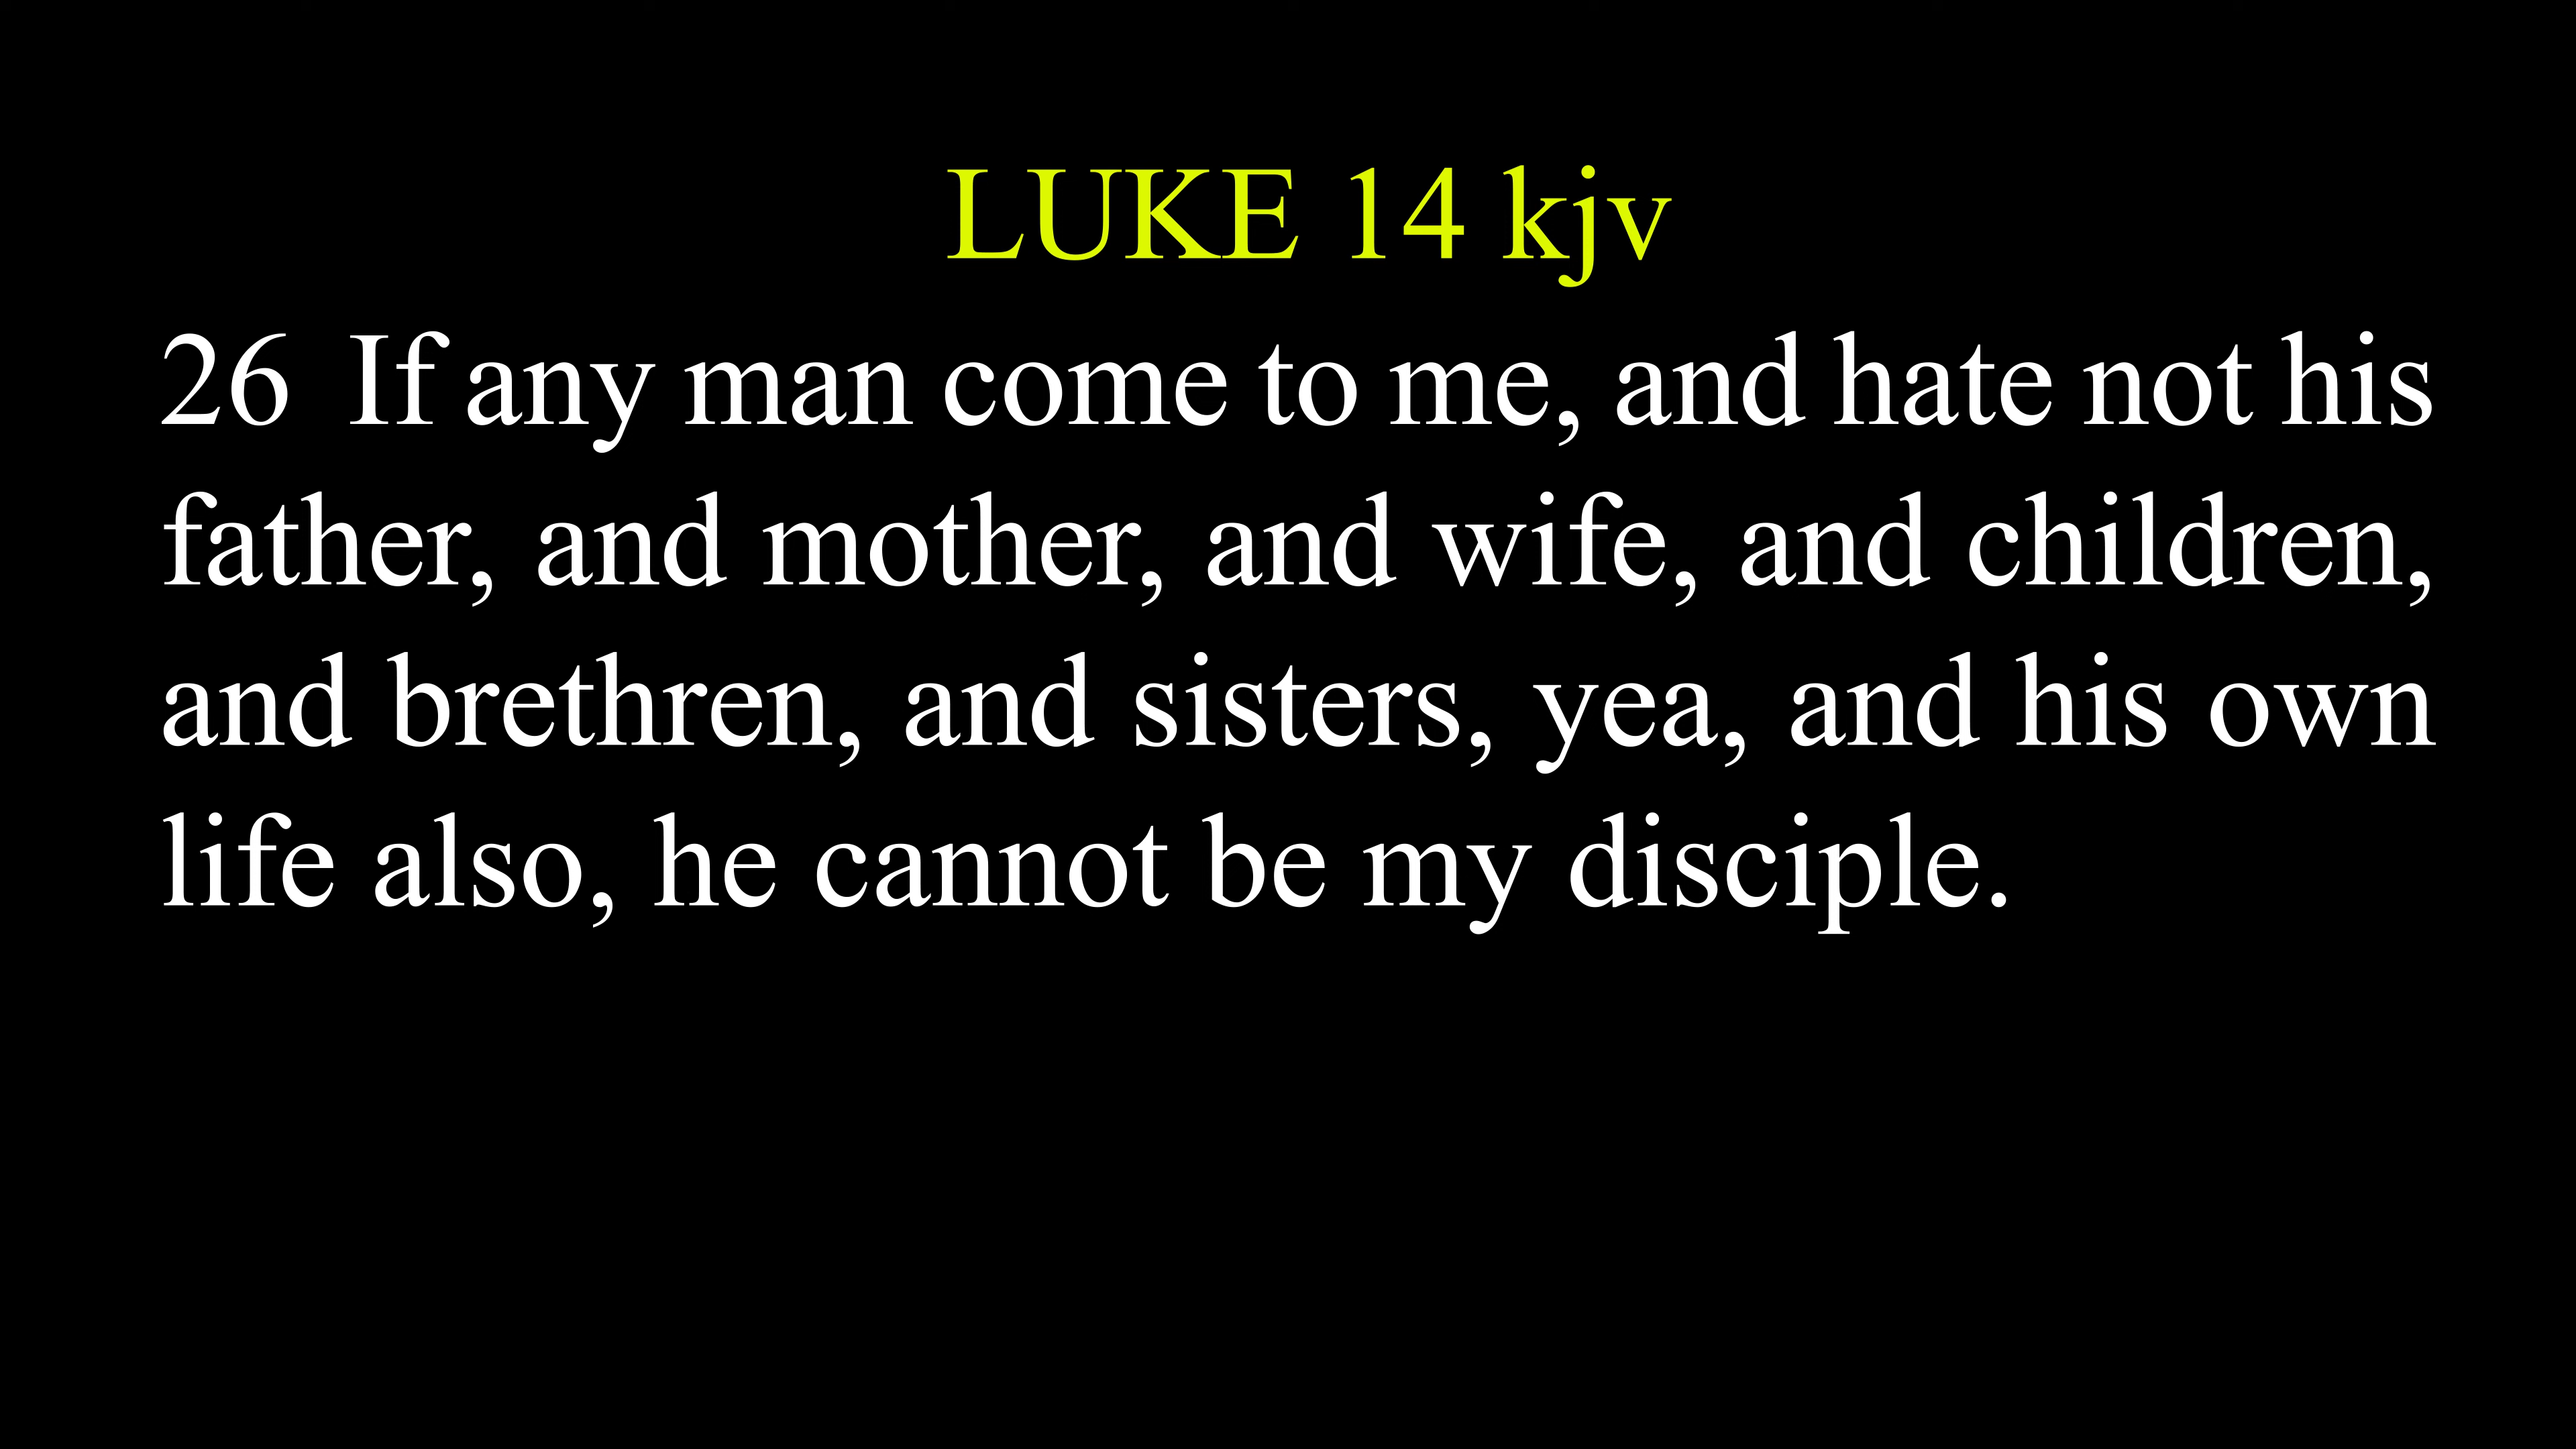 LUKE 14 kjv
26 If any man come to me, and hate not his
father, and mother, and wife, and children,
and brethren, and sisters, yea, and his own
life also, he cannot be my disciple.